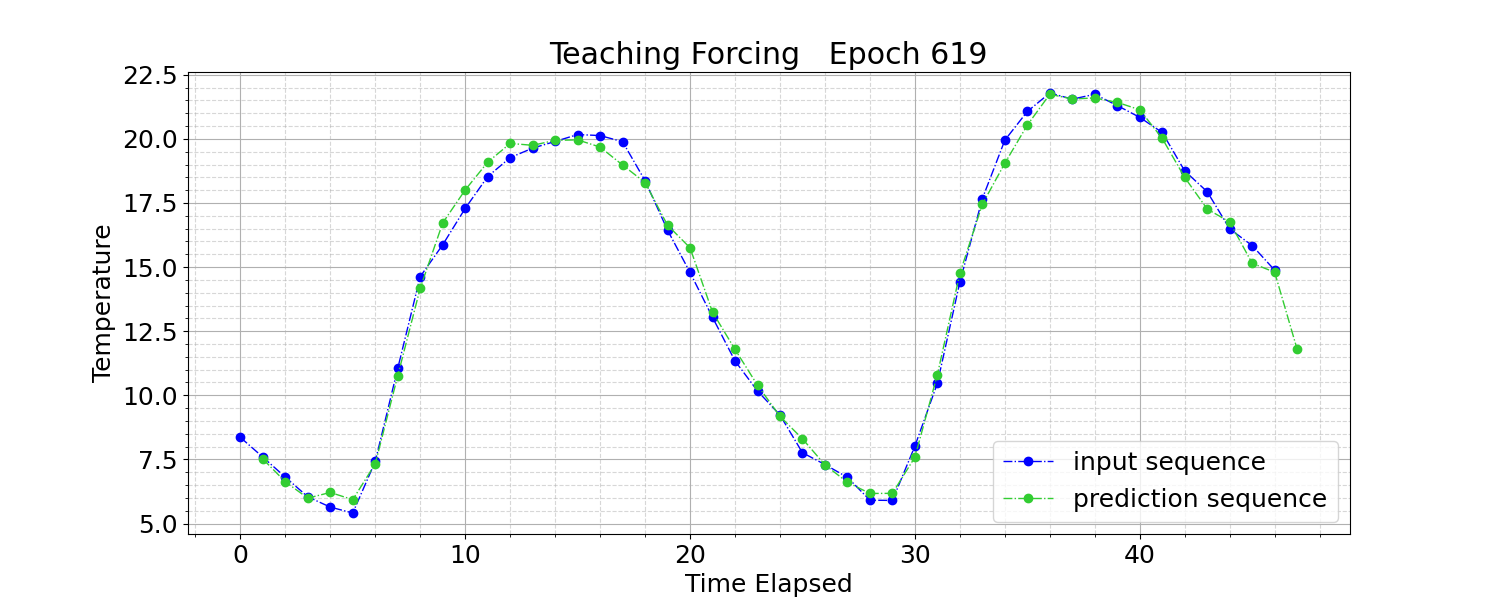 Teaching Forcing   Epoch 619
22.5
20.0
17.5
15.0
12.5
10.0
7.5
5.0
Temperature
0 10 20 30 40
Time Elapsed
input sequence
prediction sequence